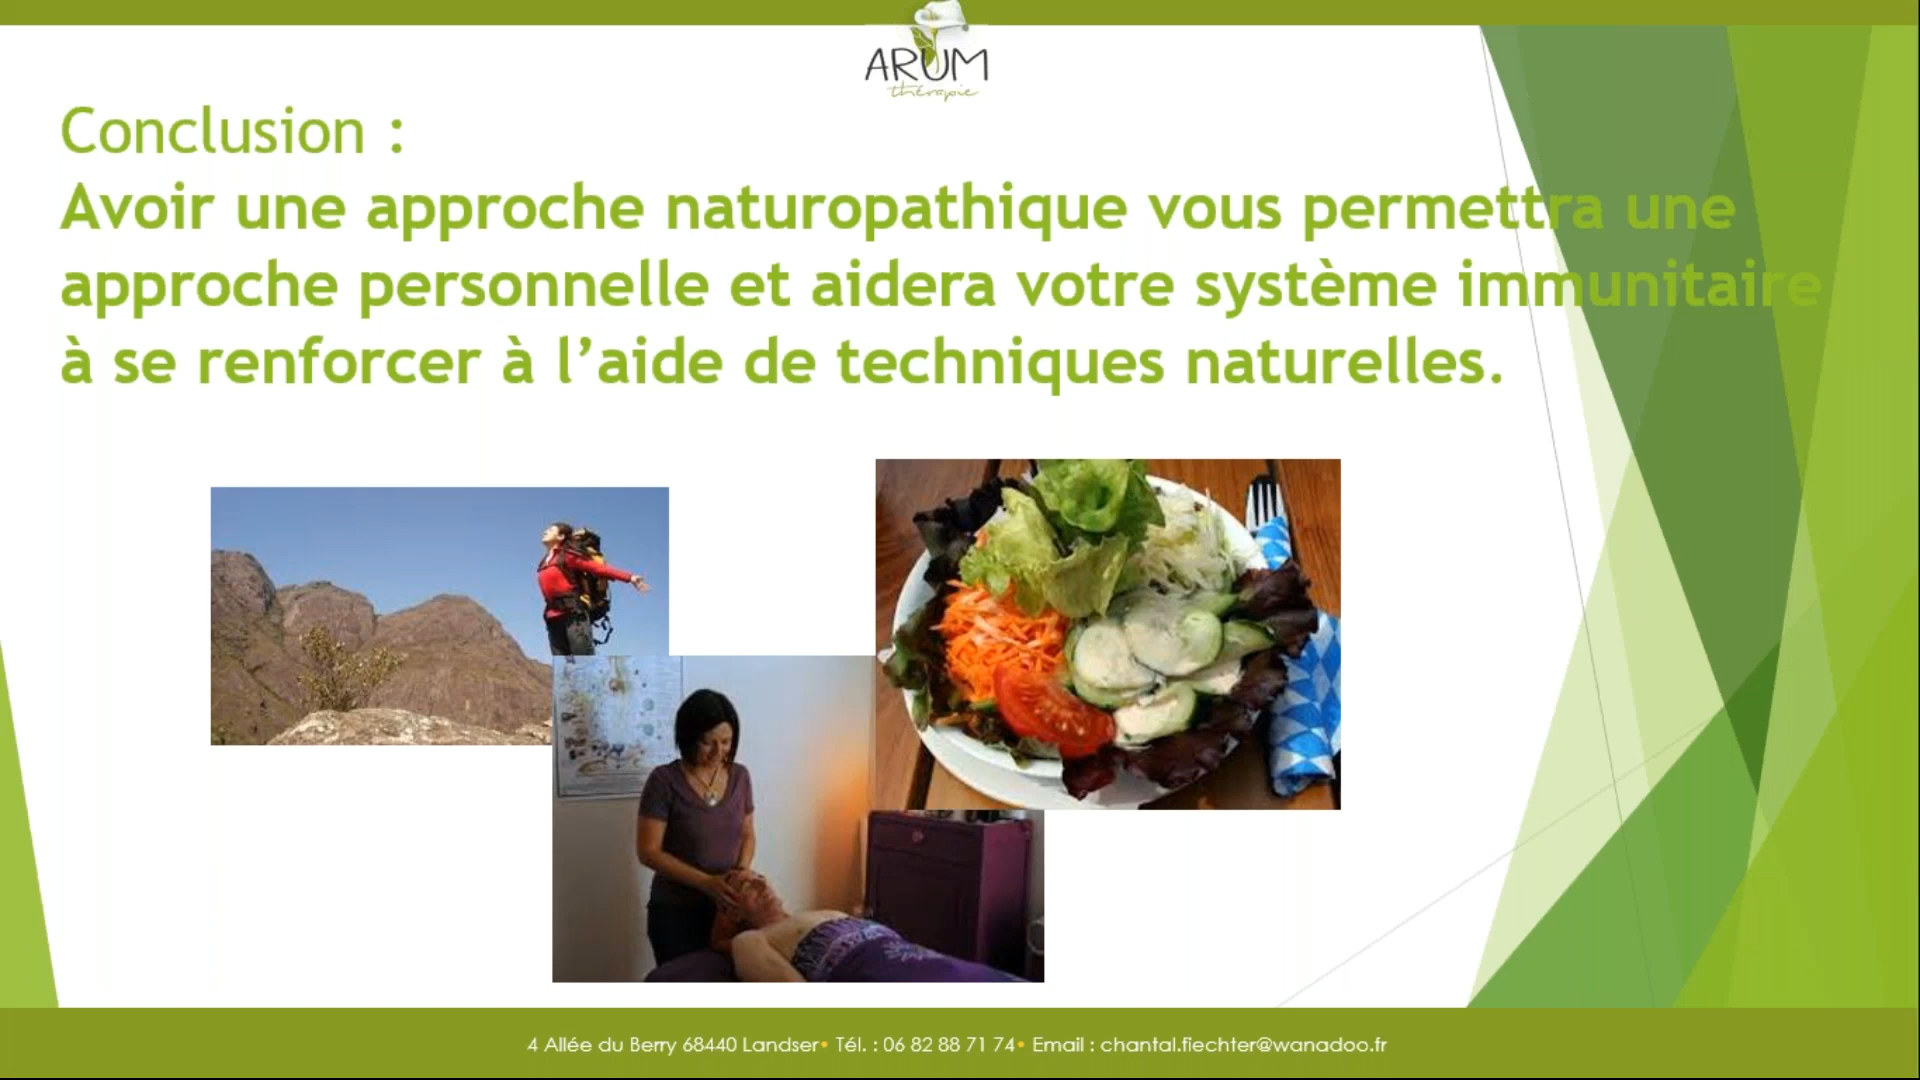 ARUM
thérapie
Conclusion :
Avoir une approche naturopathique vous permettra une
approche personnelle et aidera votre système immunitaire
à se renforcer à l’aide de techniques naturelles.
4 Allée du Berry 68440 Landser• Tél. : 06 82 88 71 74• Email : chantal.fiechter@wanadoo.fr